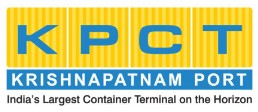 KPCT
KRISHNAPATNAM PORT
India's Largest Container Terminal on the Horizon